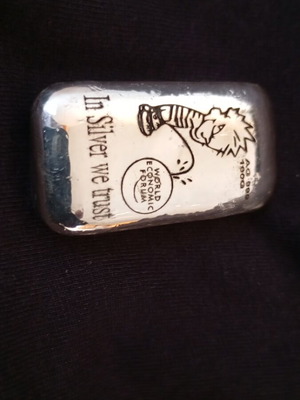 AG 999
100G
WORLD
ECONOMIC
FORUM
In Silver we trust